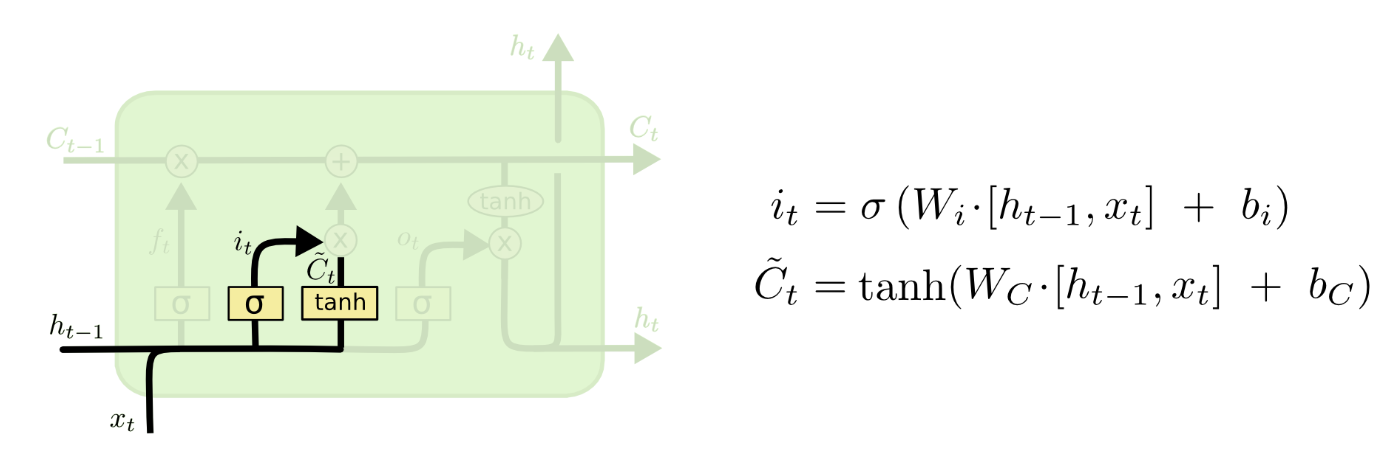 h_t
C_{t-1}
C_t
x
+
tanh
f_t
i_t
x
o_t
x
C̃_t
σ
σ
tanh
σ
h_{t-1}
h_t
x_t
i_t = σ (W_i·[h_{t-1}, x_t] + b_i)
C̃_t = tanh(W_C·[h_{t-1}, x_t] + b_C)